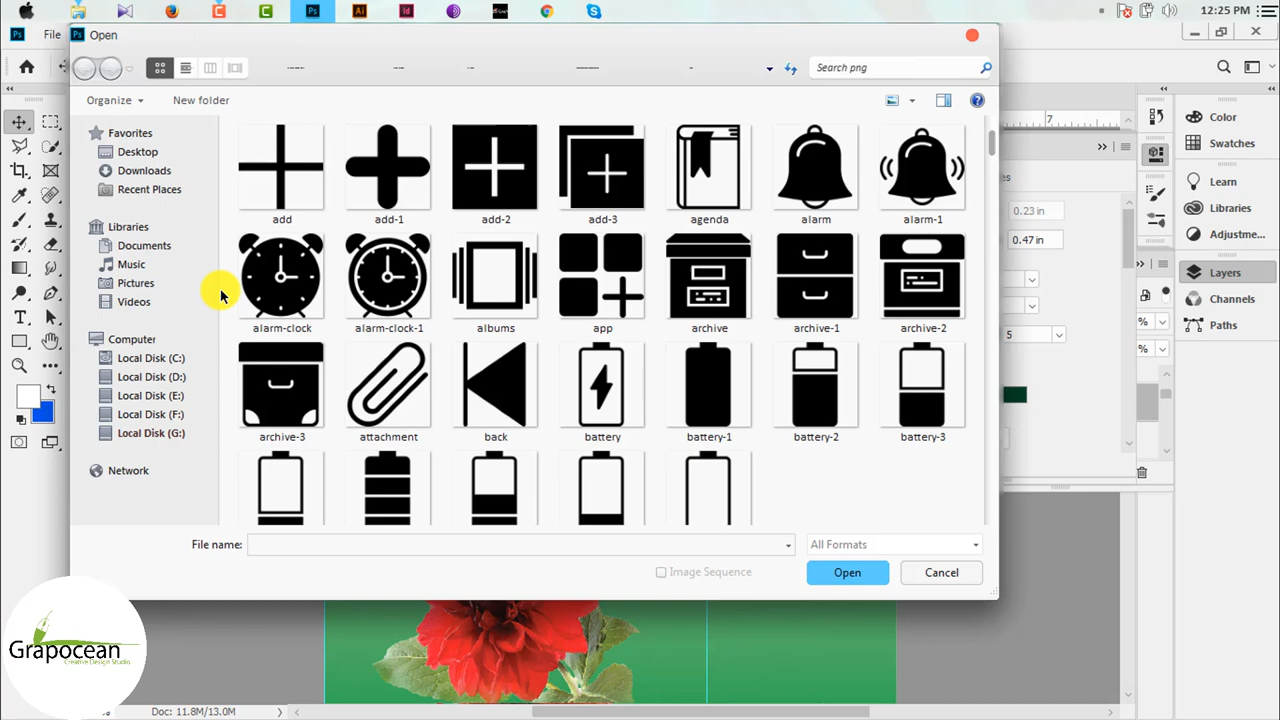 12:25 PM
File
Open
Search png
Organize
New folder
Favorites
Desktop
Downloads
Recent Places
Libraries
Documents
Music
Pictures
Videos
Computer
Local Disk (C:)
Local Disk (D:)
Local Disk (E:)
Local Disk (F:)
Local Disk (G:)
Network
add
add-1
add-2
add-3
agenda
alarm
alarm-1
alarm-clock
alarm-clock-1
albums
app
archive
archive-1
archive-2
archive-3
attachment
back
battery
battery-1
battery-2
battery-3
File name:
All Formats
Image Sequence
Open
Cancel
7
es
0.23 in
0.47 in
5
%
%
Color
Swatches
Learn
Libraries
Adjustme...
Layers
Channels
Paths
Grapocean
Creative Design Studio
Doc: 11.8M/13.0M